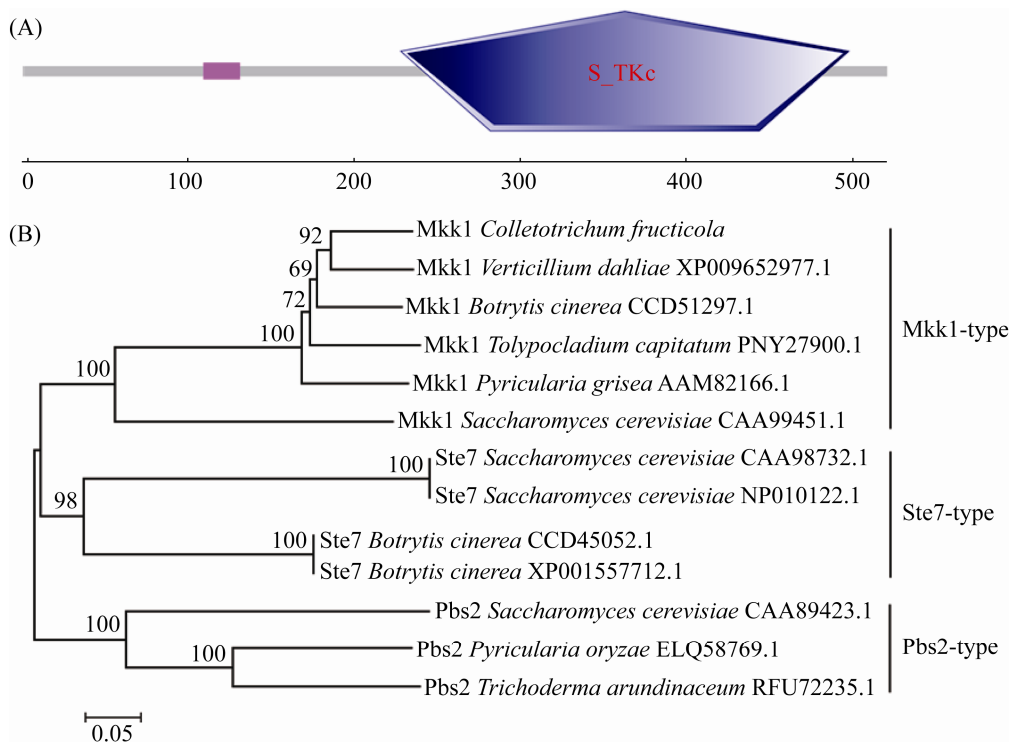 (A)
S_TKc
0 100 200 300 400 500
(B)
92
Mkk1 Colletotrichum fructicola
69
Mkk1 Verticillium dahliae XP009652977.1
72
Mkk1 Botrytis cinerea CCD51297.1
100
Mkk1 Tolypocladium capitatum PNY27900.1
Mkk1-type
100
Mkk1 Pyricularia grisea AAM82166.1
Mkk1 Saccharomyces cerevisiae CAA99451.1
100
Ste7 Saccharomyces cerevisiae CAA98732.1
98
Ste7 Saccharomyces cerevisiae NP010122.1
Ste7-type
100
Ste7 Botrytis cinerea CCD45052.1
Ste7 Botrytis cinerea XP001557712.1
100
Pbs2 Saccharomyces cerevisiae CAA89423.1
100
Pbs2 Pyricularia oryzae ELQ58769.1
Pbs2-type
Pbs2 Trichoderma arundinaceum RFU72235.1
0.05